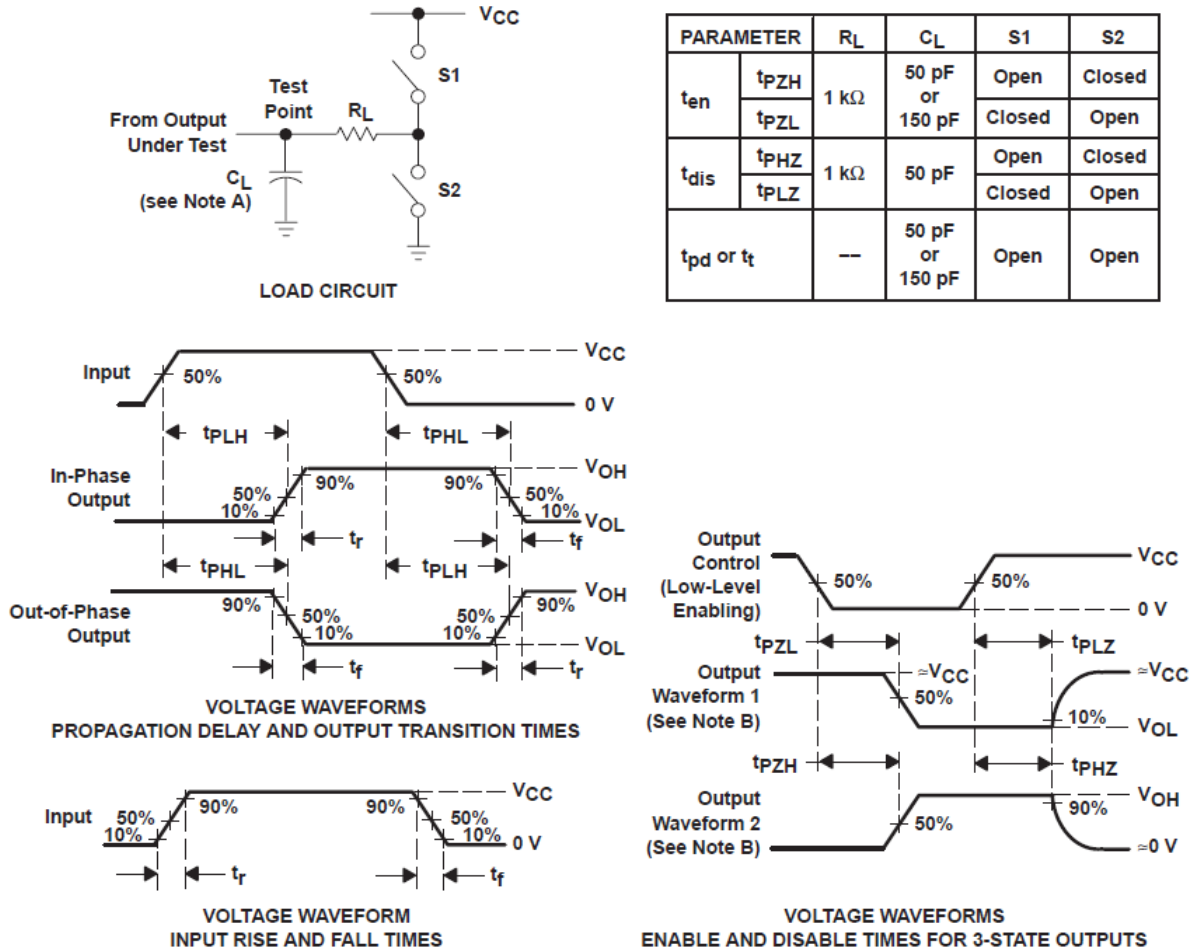 VCC
S1
Test
Point
RL
From Output
Under Test
CL
(see Note A)
S2
LOAD CIRCUIT
PARAMETER RL CL S1 S2
ten tPZH 1 kΩ 50 pF or 150 pF Open Closed
tPZL Closed Open
tdis tPHZ 1 kΩ 50 pF Open Closed
tPLZ Closed Open
tpd or tt –– 50 pF or 150 pF Open Open
Input 50% 50% VCC
0 V
tPLH tPHL
In-Phase
Output
50%
10%
90% 90%
50%
10%
VOH
VOL
tr tf
tPHL tPLH
Out-of-Phase
Output
90%
50%
10%
50%
10%
90%
VOH
VOL
tf tr
VOLTAGE WAVEFORMS
PROPAGATION DELAY AND OUTPUT TRANSITION TIMES
Input
50%
10%
90% 90%
50%
10%
VCC
0 V
tr tf
VOLTAGE WAVEFORM
INPUT RISE AND FALL TIMES
Output
Control
(Low-Level
Enabling)
50% 50%
VCC
0 V
tPZL tPLZ
Output
Waveform 1
(See Note B)
≈VCC
50%
≈VCC
10%
VOL
tPZH tPHZ
Output
Waveform 2
(See Note B)
50%
VOH
90%
≈0 V
VOLTAGE WAVEFORMS
ENABLE AND DISABLE TIMES FOR 3-STATE OUTPUTS